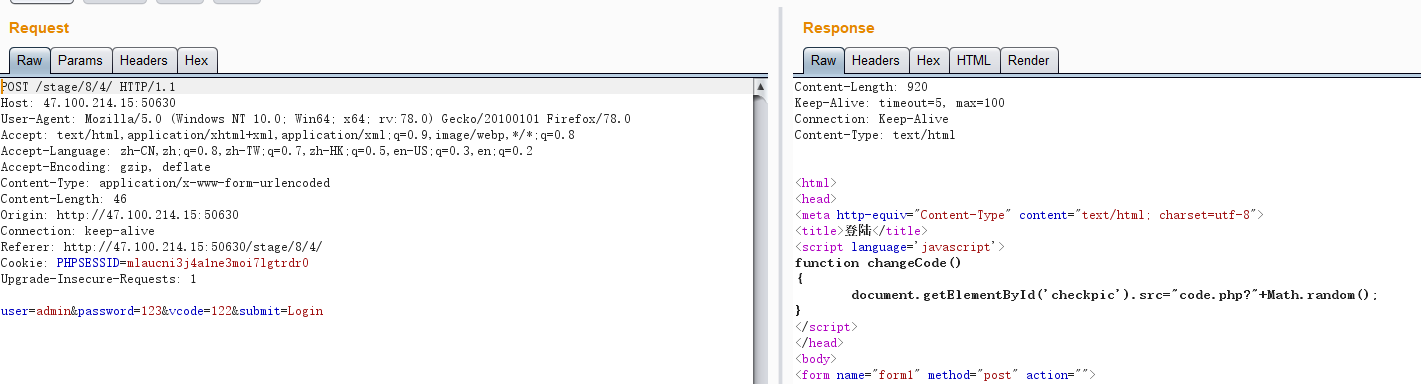 Request
Raw Params Headers Hex
POST /stage/8/4/ HTTP/1.1
Host: 47.100.214.15:50630
User-Agent: Mozilla/5.0 (Windows NT 10.0; Win64; x64; rv:78.0) Gecko/20100101 Firefox/78.0
Accept: text/html,application/xhtml+xml,application/xml;q=0.9,image/webp,*/*;q=0.8
Accept-Language: zh-CN,zh;q=0.8,zh-TW;q=0.7,zh-HK;q=0.5,en-US;q=0.3,en;q=0.2
Accept-Encoding: gzip, deflate
Content-Type: application/x-www-form-urlencoded
Content-Length: 46
Origin: http://47.100.214.15:50630
Connection: keep-alive
Referer: http://47.100.214.15:50630/stage/8/4/
Cookie: PHPSESSID=mlaucni3j4a1ne3moi7lgtrdr0
Upgrade-Insecure-Requests: 1
user=admin&password=123&vcode=122&submit=Login
Response
Raw Headers Hex HTML Render
Content-Length: 920
Keep-Alive: timeout=5, max=100
Connection: Keep-Alive
Content-Type: text/html
<html>
<head>
<meta http-equiv="Content-Type" content="text/html; charset=utf-8">
<title>登陆</title>
<script language='javascript'>
function changeCode()
{
document.getElementById('checkpic').src="code.php?"+Math.random();
}
</script>
</head>
<body>
<form name="form1" method="post" action="">